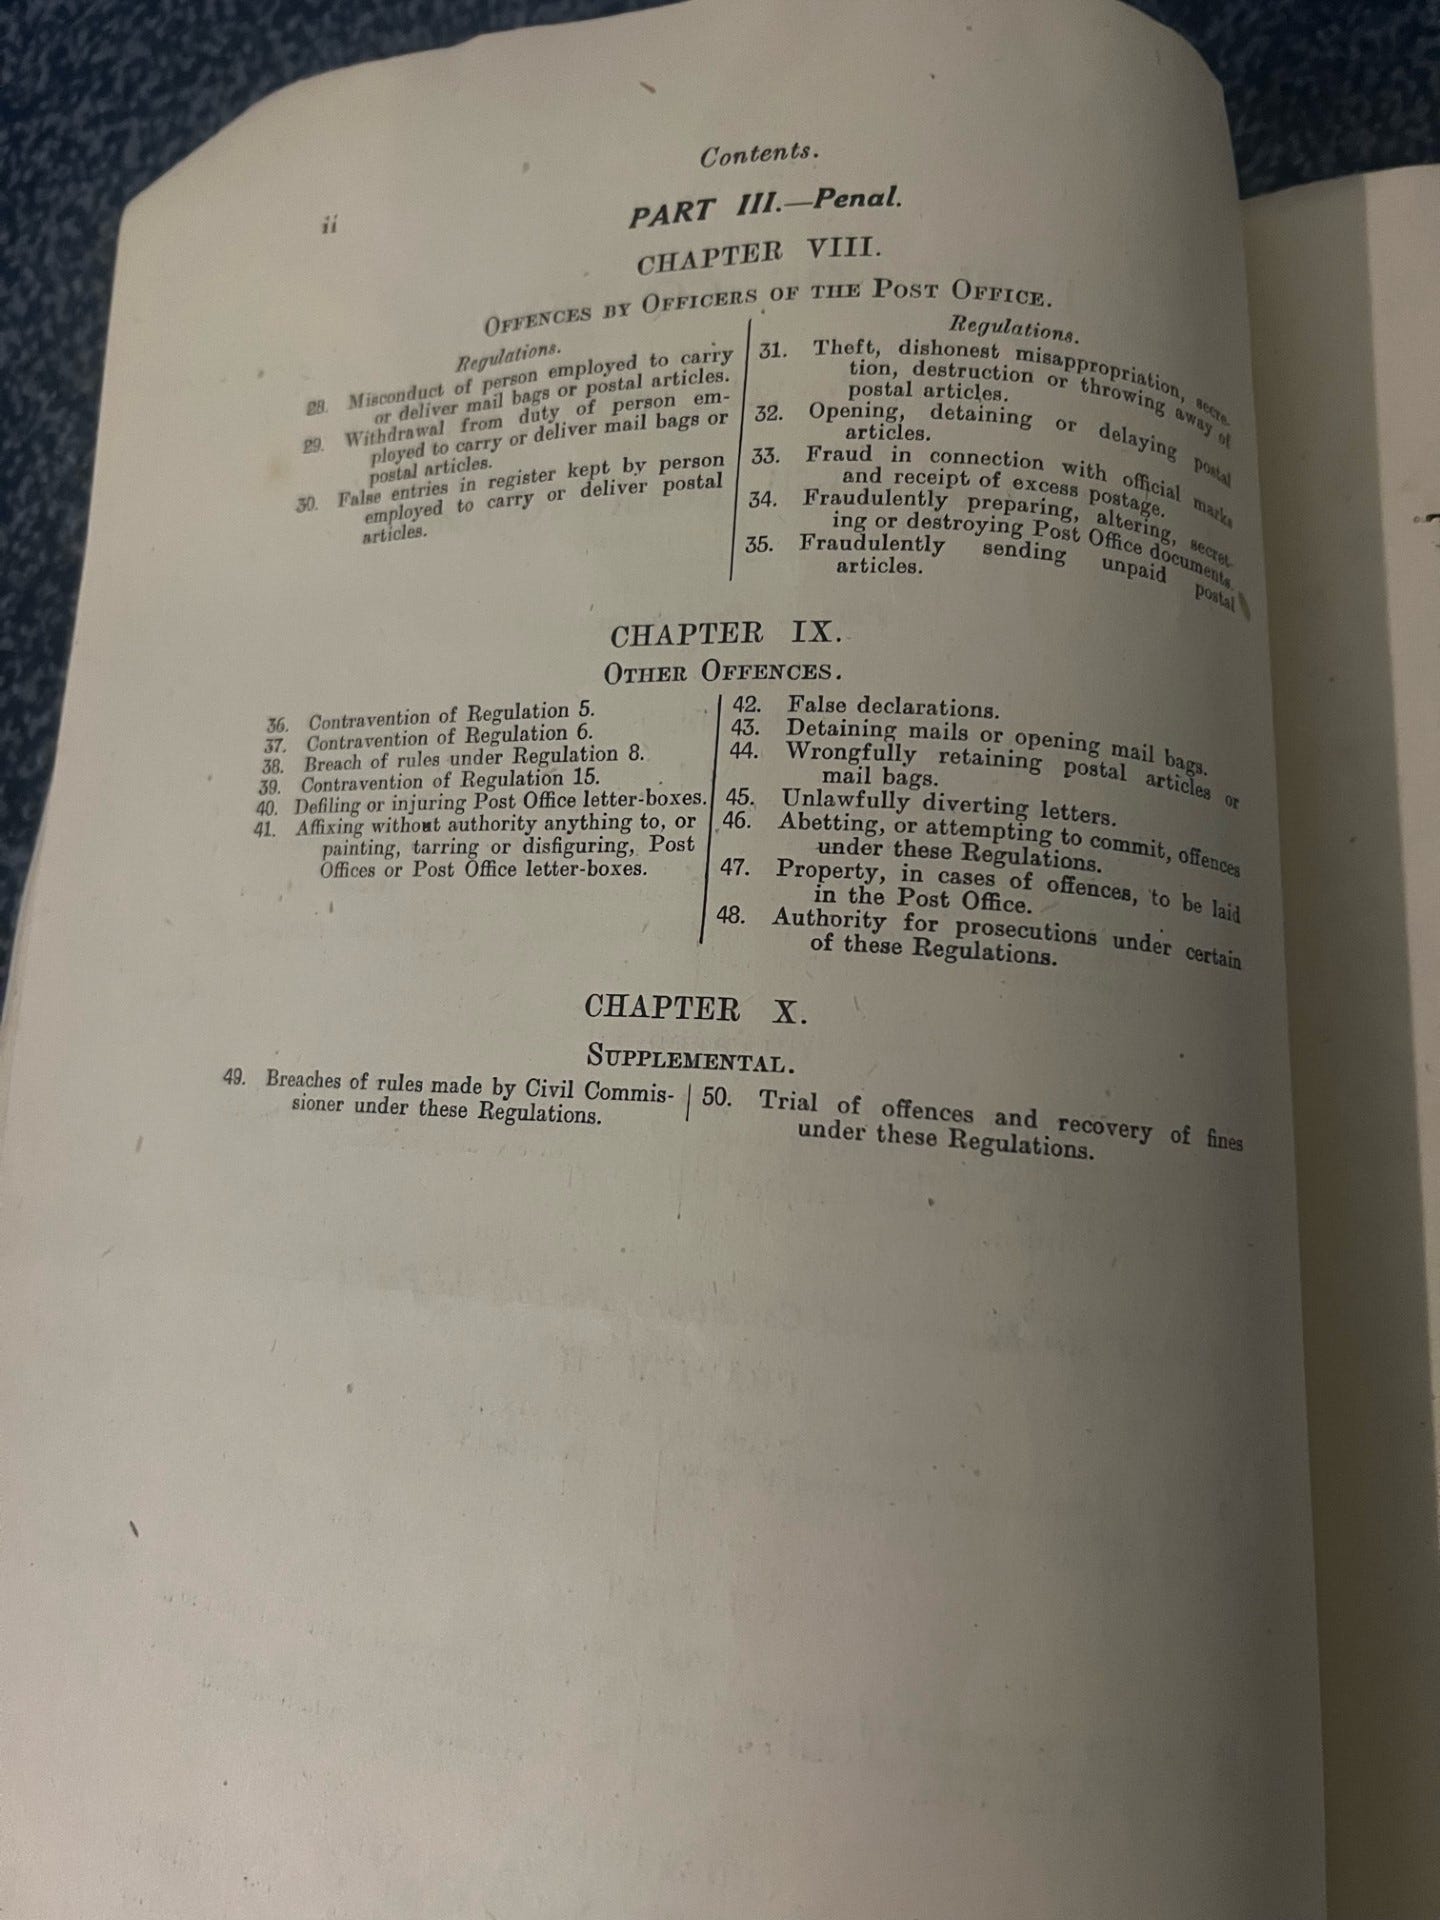 Contents.
ii
PART III.—Penal.
CHAPTER VIII.
OFFENCES BY OFFICERS OF THE POST OFFICE.
Regulations.
28. Misconduct of person employed to carry
or deliver mail bags or postal articles.
29. Withdrawal from duty of person em-
ployed to carry or deliver mail bags or
postal articles.
30. False entries in register kept by person
employed to carry or deliver postal
articles.
Regulations.
31. Theft, dishonest misappropriation, secre-
tion, destruction or throwing away of
postal articles.
32. Opening, detaining or delaying postal
articles.
33. Fraud in connection with official marks
and receipt of excess postage.
34. Fraudulently preparing, altering, secret-
ing or destroying Post Office documents.
35. Fraudulently sending unpaid postal
articles.
CHAPTER IX.
OTHER OFFENCES.
36. Contravention of Regulation 5.
37. Contravention of Regulation 6.
38. Breach of rules under Regulation 8.
39. Contravention of Regulation 15.
40. Defiling or injuring Post Office letter-boxes.
41. Affixing without authority anything to, or
painting, tarring or disfiguring, Post
Offices or Post Office letter-boxes.
42. False declarations.
43. Detaining mails or opening mail bags.
44. Wrongfully retaining postal articles or
mail bags.
45. Unlawfully diverting letters.
46. Abetting, or attempting to commit, offences
under these Regulations.
47. Property, in cases of offences, to be laid
in the Post Office.
48. Authority for prosecutions under certain
of these Regulations.
CHAPTER X.
SUPPLEMENTAL.
49. Breaches of rules made by Civil Commis-
sioner under these Regulations.
50. Trial of offences and recovery of fines
under these Regulations.